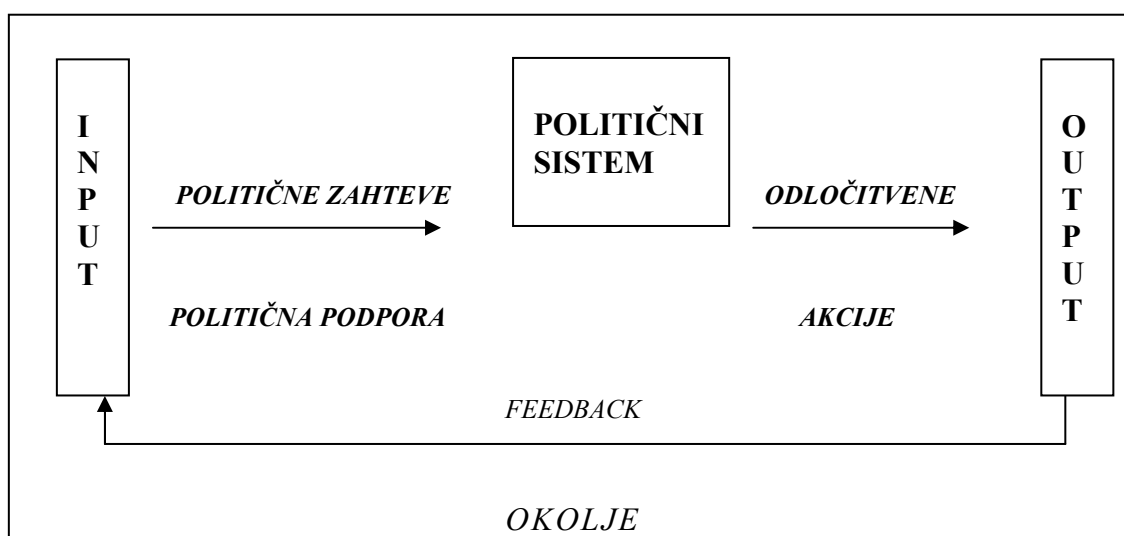 INPUT
POLITIČNE ZAHTEVE
POLITIČNA PODPORA
POLITIČNI
SISTEM
ODLOČITVENE
AKCIJE
OUTPUT
FEEDBACK
OKOLJE